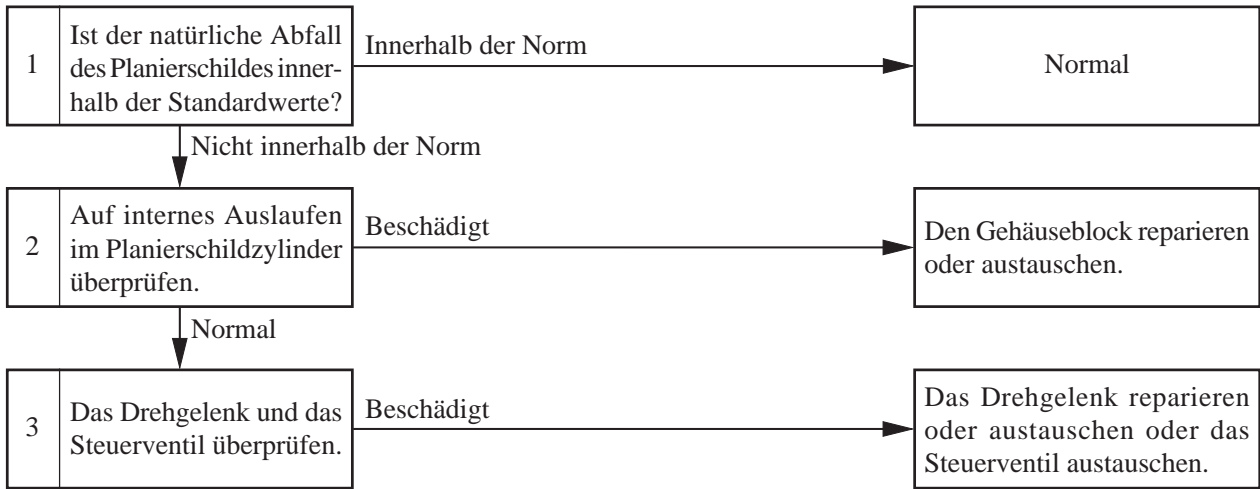 1
Ist der natürliche Abfall
des Planierschildes inner-
halb der Standardwerte?
Innerhalb der Norm
Normal
Nicht innerhalb der Norm
2
Auf internes Auslaufen
im Planierschildzylinder
überprüfen.
Beschädigt
Den Gehäuseblock reparieren
oder austauschen.
Normal
3
Das Drehgelenk und das
Steuerventil überprüfen.
Beschädigt
Das Drehgelenk reparieren
oder austauschen oder das
Steuerventil austauschen.